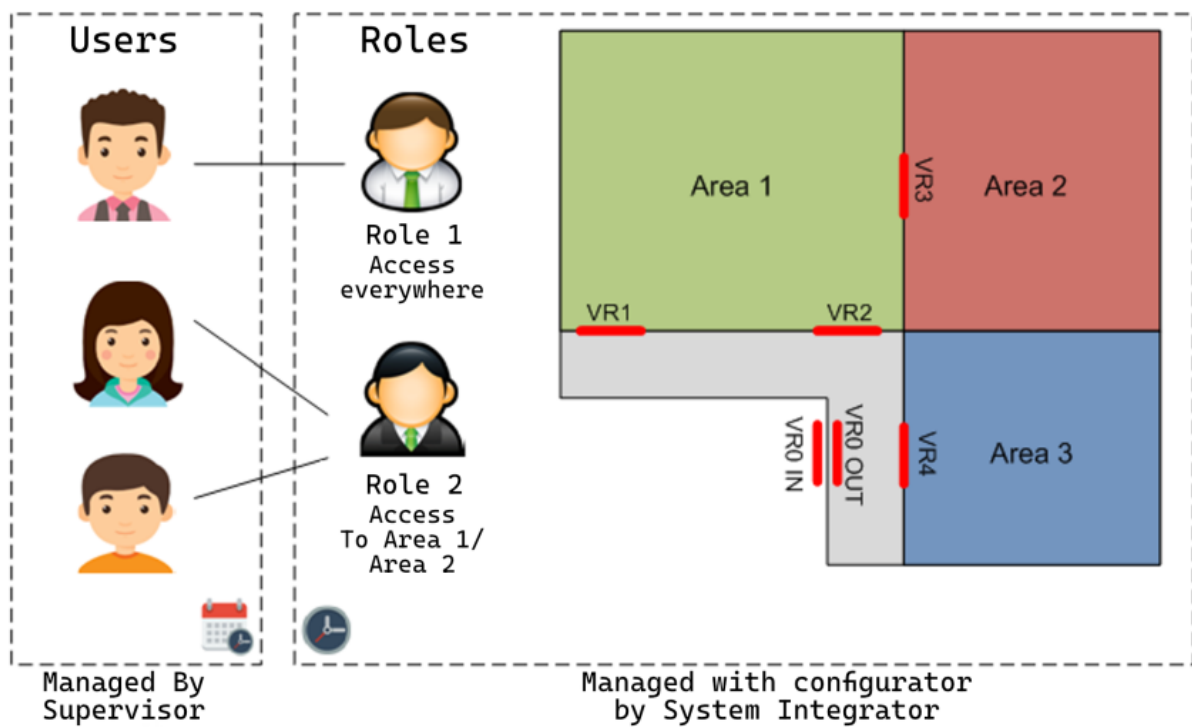 Users
Roles
Role 1
Access
everywhere
Role 2
Access
To Area 1/
Area 2
Area 1
Area 2
VR3
VR1
VR2
VR0 IN
VR0 OUT
VR4
Area 3
Managed By
Supervisor
Managed with configurator
by System Integrator